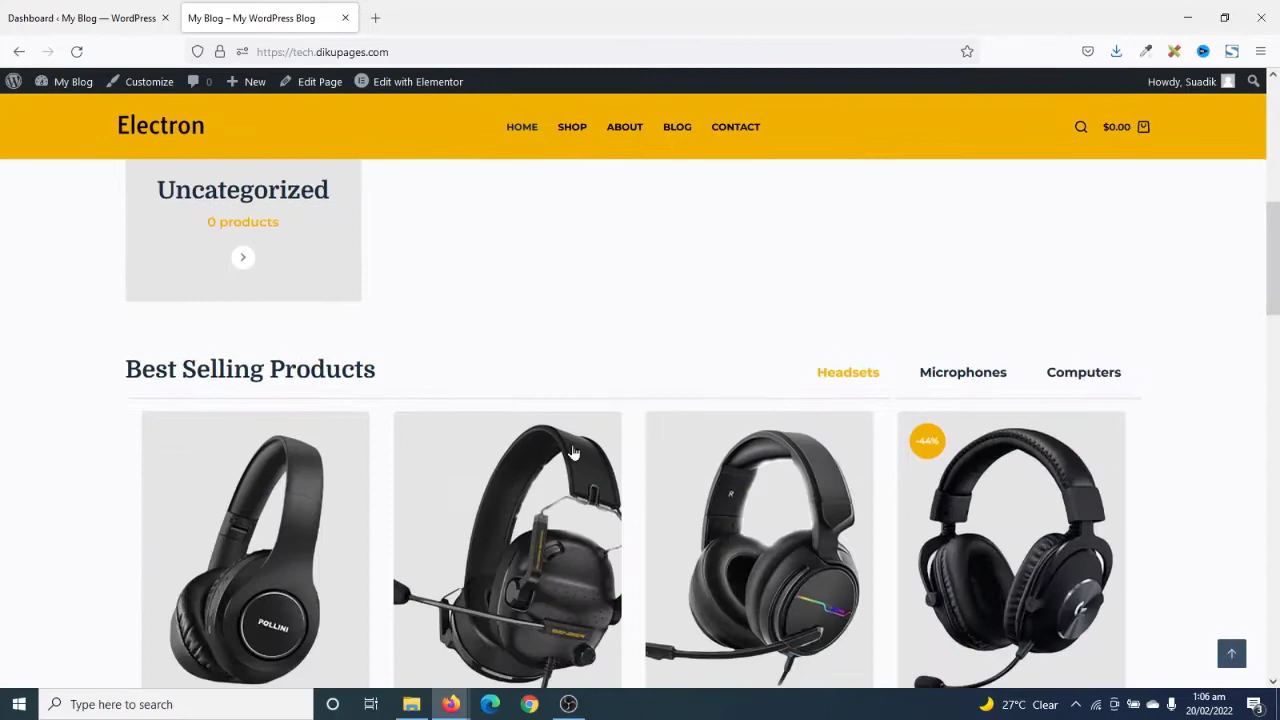 Dashboard ‹ My Blog — WordPress
My Blog – My WordPress Blog
https://tech.dikupages.com
My Blog
Customize
0
New
Edit Page
Edit with Elementor
Howdy, Suadik
Electron
HOME
SHOP
ABOUT
BLOG
CONTACT
$0.00
Uncategorized
0 products
Best Selling Products
Headsets
Microphones
Computers
-44%
R
POLLINI
Type here to search
27°C Clear
1:06 am
20/02/2022
3